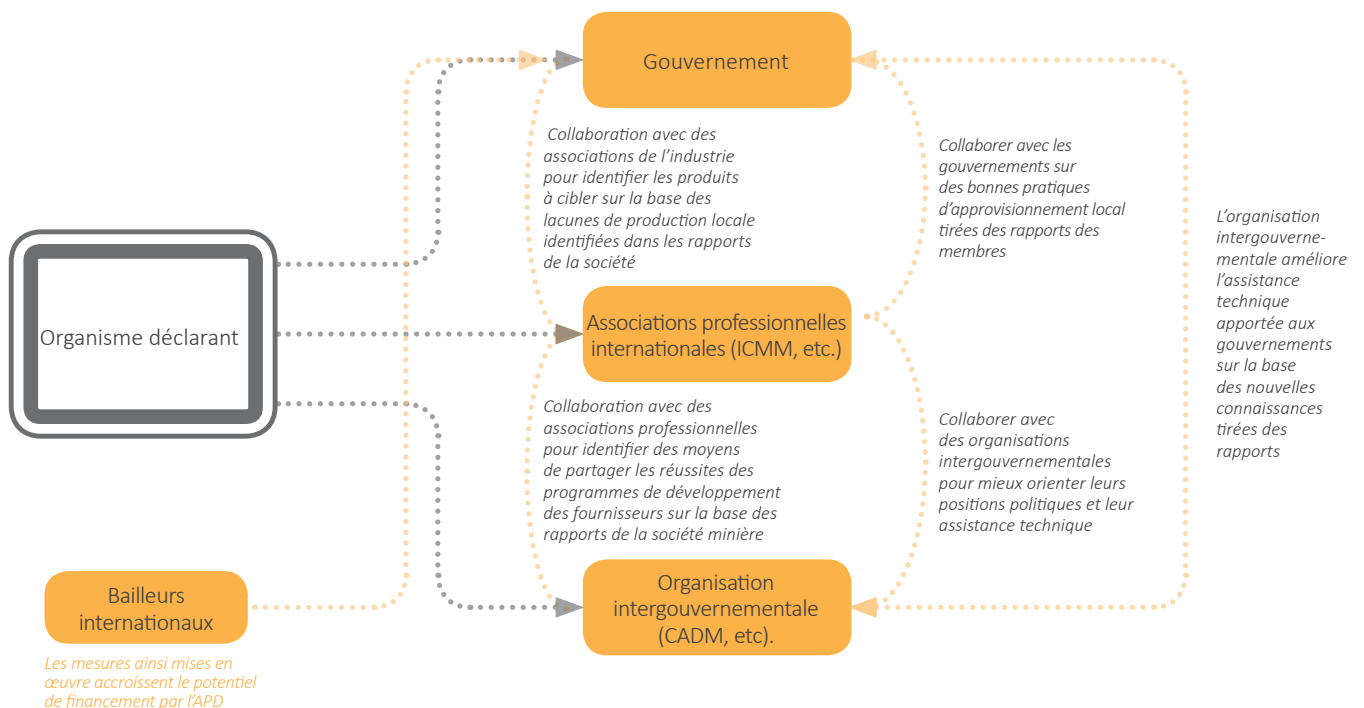 Gouvernement
Collaboration avec des
associations de l’industrie
pour identifier les produits
à cibler sur la base des
lacunes de production locale
identifiées dans les rapports
de la société
Collaborer avec les
gouvernements sur
des bonnes pratiques
d’approvisionnement local
tirées des rapports des
membres
L’organisation
intergouverne-
mentale améliore
l’assistance
technique
apportée aux
gouvernements
sur la base
des nouvelles
connaissances
tirées des
rapports
Organisme déclarant
Associations professionnelles
internationales (ICMM, etc.)
Collaboration avec des
associations professionnelles
pour identifier des moyens
de partager les réussites des
programmes de développement
des fournisseurs sur la base des
rapports de la société minière
Collaborer avec
des organisations
intergouvernementales
pour mieux orienter leurs
positions politiques et leur
assistance technique
Bailleurs
internationaux
Organisation
intergouvernementale
(CADM, etc).
Les mesures ainsi mises en
œuvre accroissent le potentiel
de financement par l’APD